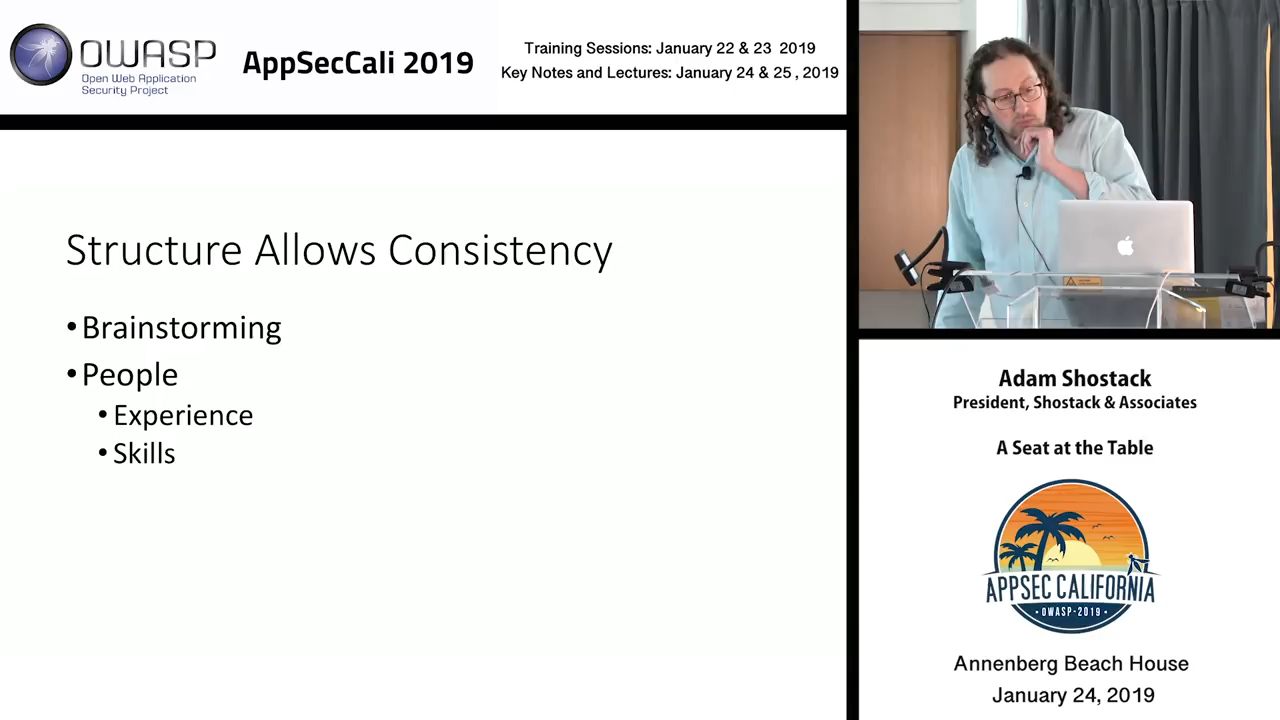 OWASP
Open Web Application
Security Project
AppSecCali 2019
Training Sessions: January 22 & 23 2019
Key Notes and Lectures: January 24 & 25, 2019
Structure Allows Consistency
•Brainstorming
•People
•Experience
•Skills
Adam Shostack
President, Shostack & Associates
A Seat at the Table
APPSEC CALIFORNIA
•OWASP-2019•
Annenberg Beach House
January 24, 2019